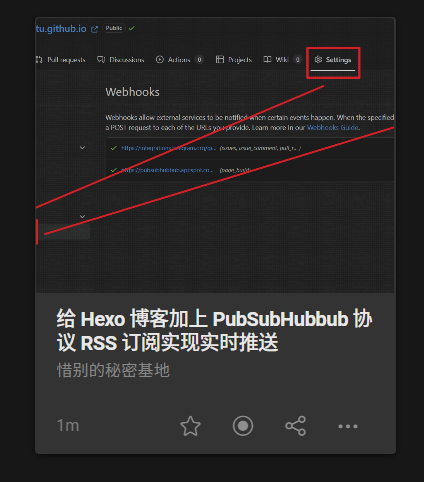 tu.github.io Public
Pull requests Discussions Actions 0 Projects Wiki 0 Settings
Webhooks
Webhooks allow external services to be notified when certain events happen. When the specified
a POST request to each of the URLs you provide. Learn more in our Webhooks Guide.
(issues, issue_comment, pull_r...)
https://pubsubhubbub.appspot.co... (page_build)
给 Hexo 博客加上 PubSubHubbub 协
议 RSS 订阅实现实时推送
惜别的秘密基地
1m